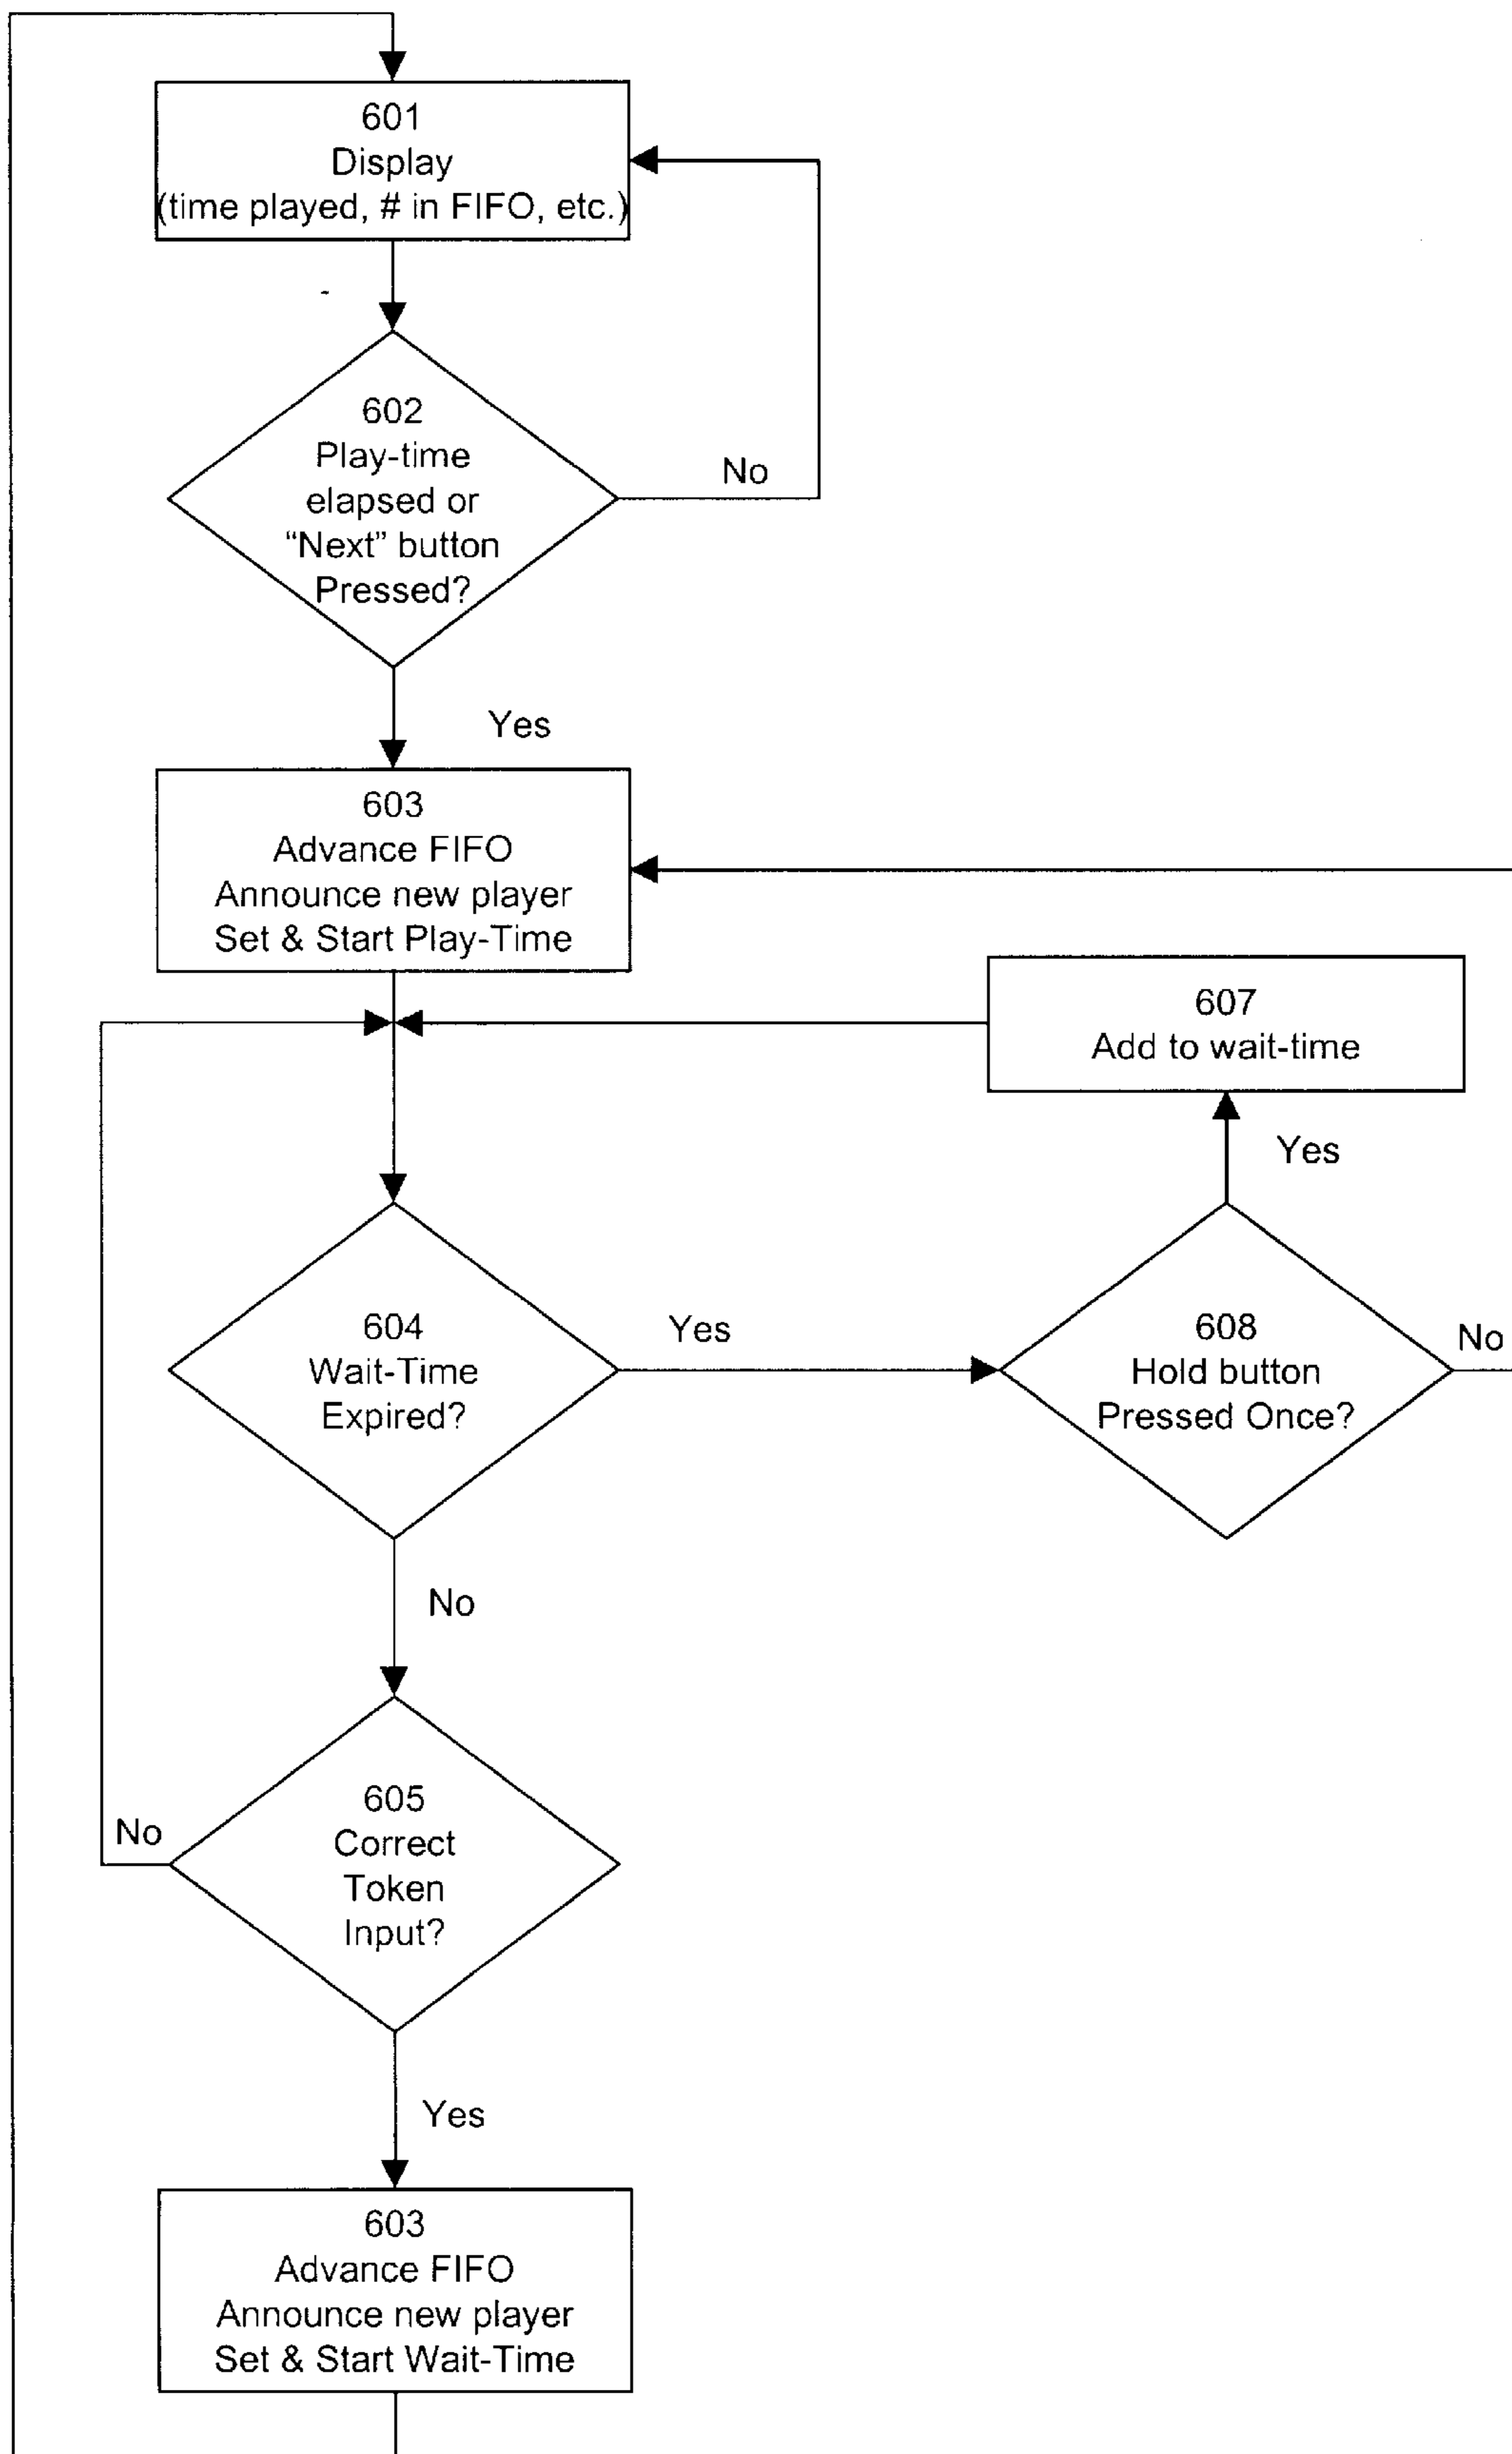 601
Display
(time played, # in FIFO, etc.)
602
Play-time
elapsed or
“Next” button
Pressed?
No
Yes
603
Advance FIFO
Announce new player
Set & Start Play-Time
607
Add to wait-time
Yes
604
Wait-Time
Expired?
Yes
608
Hold button
Pressed Once?
No
No
605
Correct
Token
Input?
No
Yes
603
Advance FIFO
Announce new player
Set & Start Wait-Time